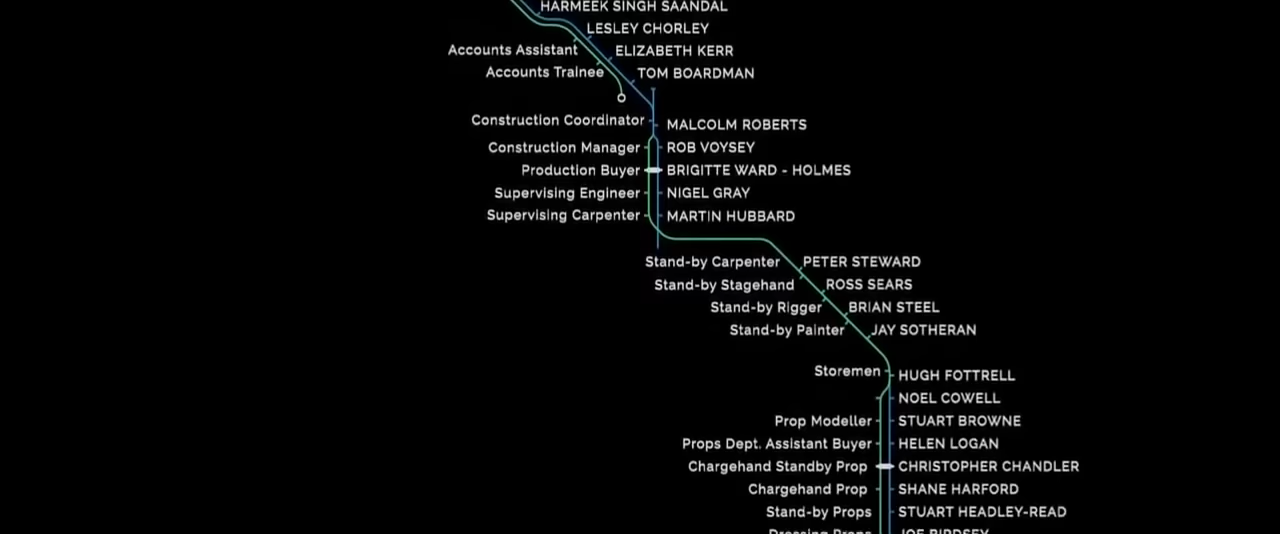 HARMEEK SINGH SAANDAL
LESLEY CHORLEY
Accounts Assistant ELIZABETH KERR
Accounts Trainee TOM BOARDMAN
Construction Coordinator MALCOLM ROBERTS
Construction Manager ROB VOYSEY
Production Buyer BRIGITTE WARD - HOLMES
Supervising Engineer NIGEL GRAY
Supervising Carpenter MARTIN HUBBARD
Stand-by Carpenter PETER STEWARD
Stand-by Stagehand ROSS SEARS
Stand-by Rigger BRIAN STEEL
Stand-by Painter JAY SOTHERAN
Storemen HUGH FOTTRELL
NOEL COWELL
Prop Modeller STUART BROWNE
Props Dept. Assistant Buyer HELEN LOGAN
Chargehand Standby Prop CHRISTOPHER CHANDLER
Chargehand Prop SHANE HARFORD
Stand-by Props STUART HEADLEY-READ
Dressing Props JOE BIRDSEY